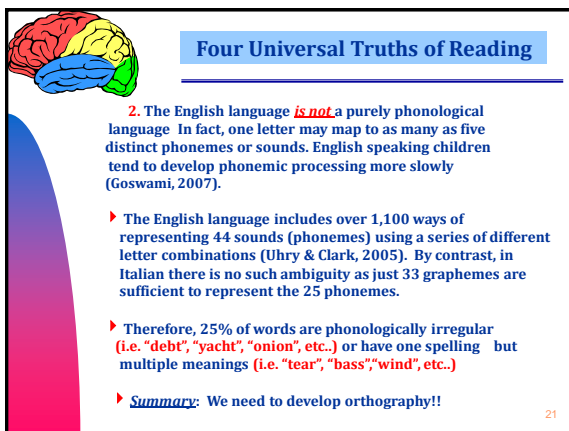 Four Universal Truths of Reading
2. The English language is not a purely phonological
language In fact, one letter may map to as many as five
distinct phonemes or sounds. English speaking children
tend to develop phonemic processing more slowly
(Goswami, 2007).
The English language includes over 1,100 ways of
representing 44 sounds (phonemes) using a series of different
letter combinations (Uhry & Clark, 2005). By contrast, in
Italian there is no such ambiguity as just 33 graphemes are
sufficient to represent the 25 phonemes.
Therefore, 25% of words are phonologically irregular
(i.e. “debt”, “yacht”, “onion”, etc..) or have one spelling but
multiple meanings (i.e. “tear”, “bass”,“wind”, etc..)
Summary: We need to develop orthography!!
21